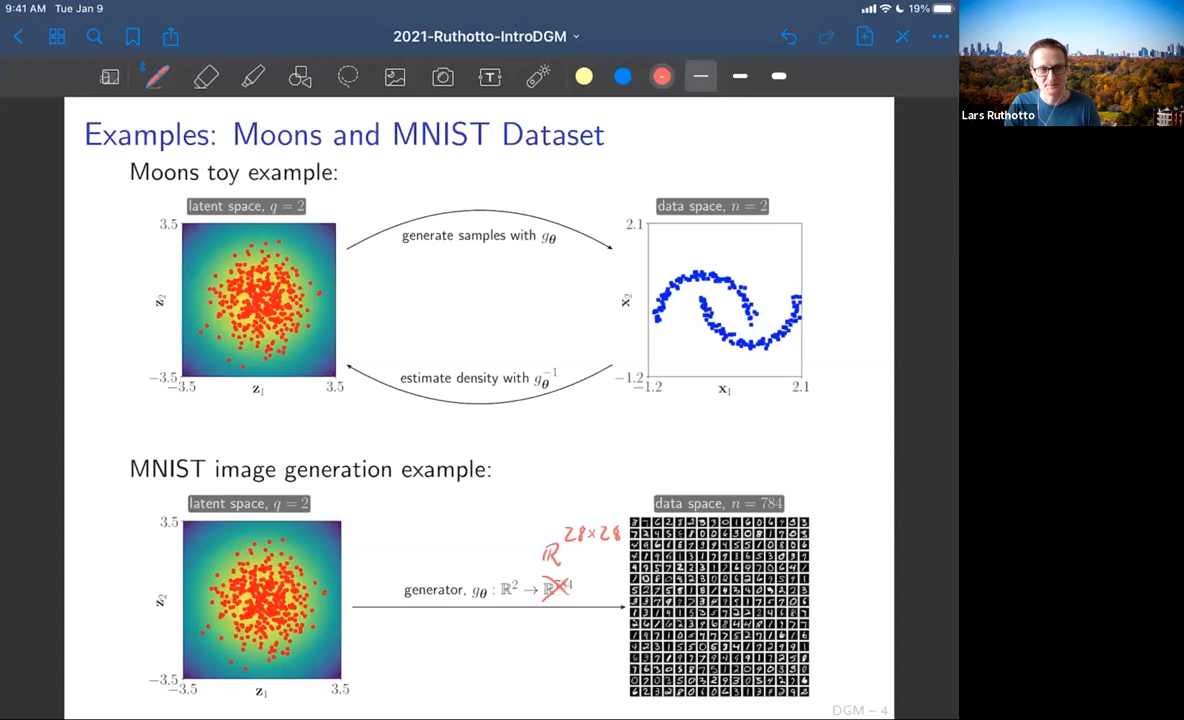 9:41 AM Tue Jan 9
19%
2021-Ruthotto-IntroDGM
Lars Ruthotto
Examples: Moons and MNIST Dataset
Moons toy example:
latent space, q = 2
data space, n = 2
3.5
z₂
−3.5
−3.5
z₁
3.5
generate samples with g_θ
estimate density with g_θ⁻¹
2.1
x₂
−1.2
−1.2
x₁
2.1
MNIST image generation example:
latent space, q = 2
data space, n = 784
3.5
z₂
−3.5
−3.5
z₁
3.5
ℝ^28×28
generator, g_θ : ℝ² → ℝ⁷⁸⁴
DGM – 4